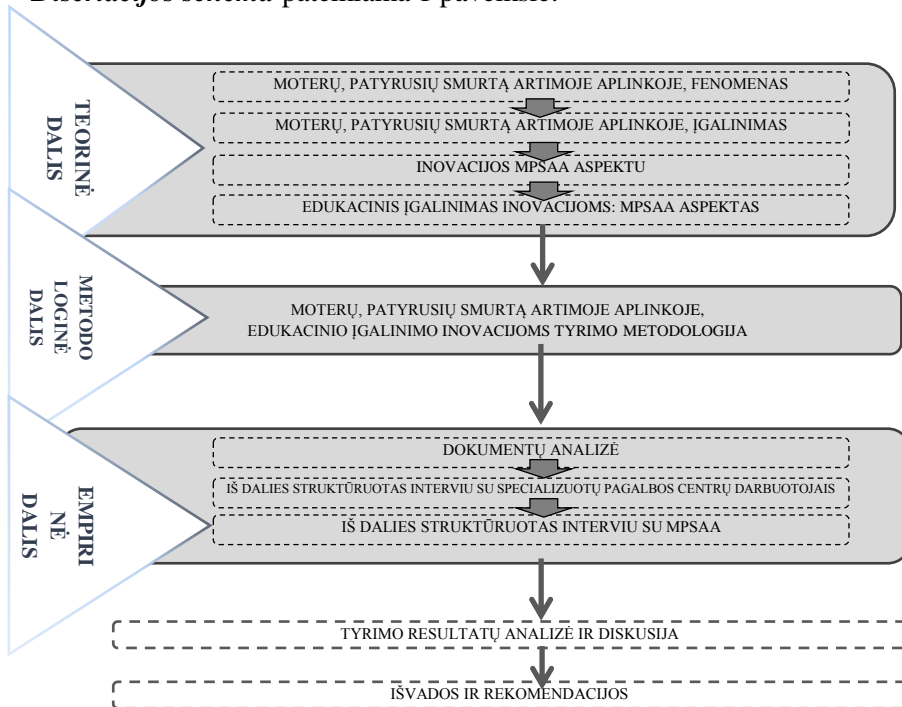 Disertacijos schema pateikiama 1 paveiksle.
TEORINĖ
DALIS
MOTERŲ, PATYRUSIŲ SMURTĄ ARTIMOJE APLINKOJE, FENOMENAS
MOTERŲ, PATYRUSIŲ SMURTĄ ARTIMOJE APLINKOJE, ĮGALINIMAS
INOVACIJOS MPSAA ASPEKTU
EDUKACINIS ĮGALINIMAS INOVACIJOMS: MPSAA ASPEKTAS
METODO
LOGINĖ
DALIS
MOTERŲ, PATYRUSIŲ SMURTĄ ARTIMOJE APLINKOJE,
EDUKACINIO ĮGALINIMO INOVACIJOMS TYRIMO METODOLOGIJA
EMPIRI
NĖ
DALIS
DOKUMENTŲ ANALIZĖ
IŠ DALIES STRUKTŪRUOTAS INTERVIU SU SPECIALIZUOTŲ PAGALBOS CENTRŲ DARBUOTOJAIS
IŠ DALIES STRUKTŪRUOTAS INTERVIU SU MPSAA
TYRIMO RESULTATŲ ANALIZĖ IR DISKUSIJA
IŠVADOS IR REKOMENDACIJOS